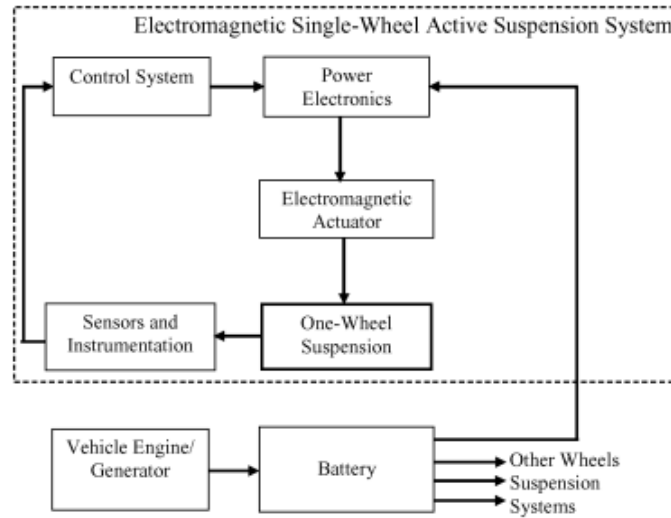 Electromagnetic Single-Wheel Active Suspension System
Control System
Power
Electronics
Electromagnetic
Actuator
Sensors and
Instrumentation
One-Wheel
Suspension
Vehicle Engine/
Generator
Battery
Other Wheels
Suspension
Systems